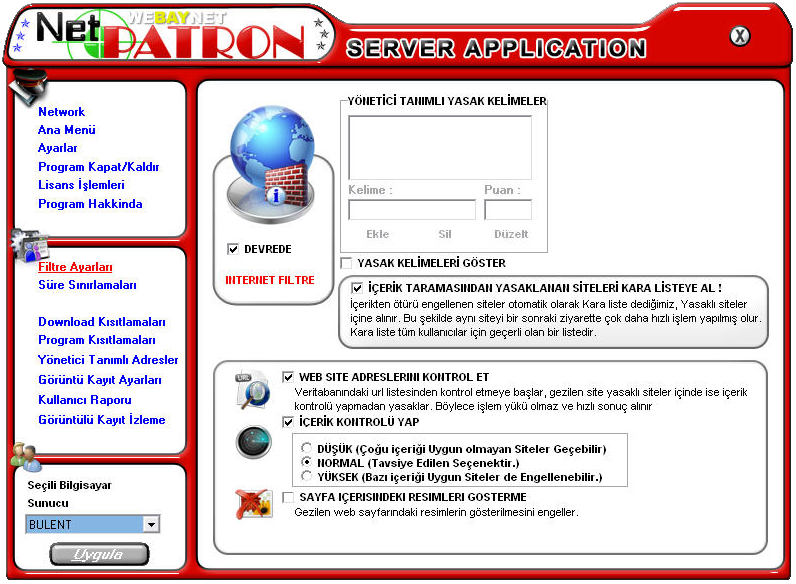 WEBAYNET
Net PATRON
SERVER APPLICATION
X
Network
Ana Menü
Ayarlar
Program Kapat/Kaldır
Lisans İşlemleri
Program Hakkında
Filtre Ayarları
Süre Sınırlamaları
Download Kısıtlamaları
Program Kısıtlamaları
Yönetici Tanımlı Adresler
Görüntü Kayıt Ayarları
Kullanıcı Raporu
Görüntülü Kayıt İzleme
Seçili Bilgisayar
Sunucu
BULENT
Uygula
DEVREDE
INTERNET FILTRE
YÖNETİCİ TANIMLI YASAK KELİMELER
Kelime : Puan :
Ekle Sil Düzelt
YASAK KELİMELERİ GÖSTER
İÇERİK TARAMASINDAN YASAKLANAN SİTELERİ KARA LİSTEYE AL !
İçerikten ötürü engellenen siteler otomatik olarak Kara liste dediğimiz, Yasaklı siteler
içine alınır. Bu şekilde aynı siteyi bir sonraki ziyarette çok daha hızlı işlem yapılmış olur.
Kara liste tüm kullanıcılar için geçerli olan bir listedir.
URL
WEB SITE ADRESLERINI KONTROL ET
Veritabanındaki url listesinden kontrol etmeye başlar, gezilen site yasaklı siteler içinde ise içerik
kontrolü yapmadan yasaklar. Böylece işlem yükü olmaz ve hızlı sonuç alınır
İÇERİK KONTROLÜ YAP
DÜŞÜK (Çoğu içeriği Uygun olmayan Siteler Geçebilir)
NORMAL (Tavsiye Edilen Seçenektir.)
YÜKSEK (Bazı içeriği Uygun Siteler de Engellenebilir.)
SAYFA IÇERISINDEKI RESIMLERI GOSTERME
Gezilen web sayfarındaki resimlerin gösterilmesini engeller.